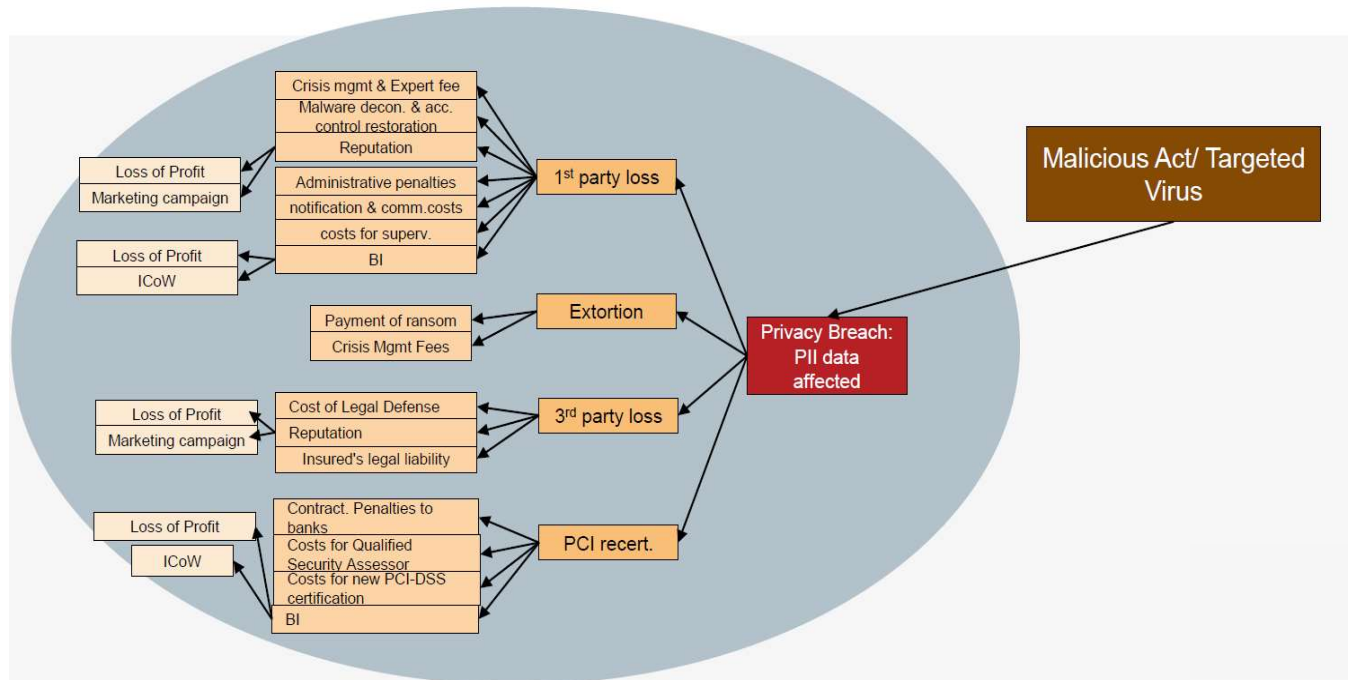 Crisis mgmt & Expert fee
Malware decon. & acc.
control restoration
Reputation
Loss of Profit
Marketing campaign
Administrative penalties
notification & comm.costs
costs for superv.
BI
Loss of Profit
ICoW
1st party loss
Malicious Act/ Targeted
Virus
Payment of ransom
Crisis Mgmt Fees
Extortion
Privacy Breach:
PII data
affected
Cost of Legal Defense
Reputation
Insured's legal liability
Loss of Profit
Marketing campaign
3rd party loss
Contract. Penalties to
banks
Costs for Qualified
Security Assessor
Costs for new PCI-DSS
certification
BI
Loss of Profit
ICoW
PCI recert.